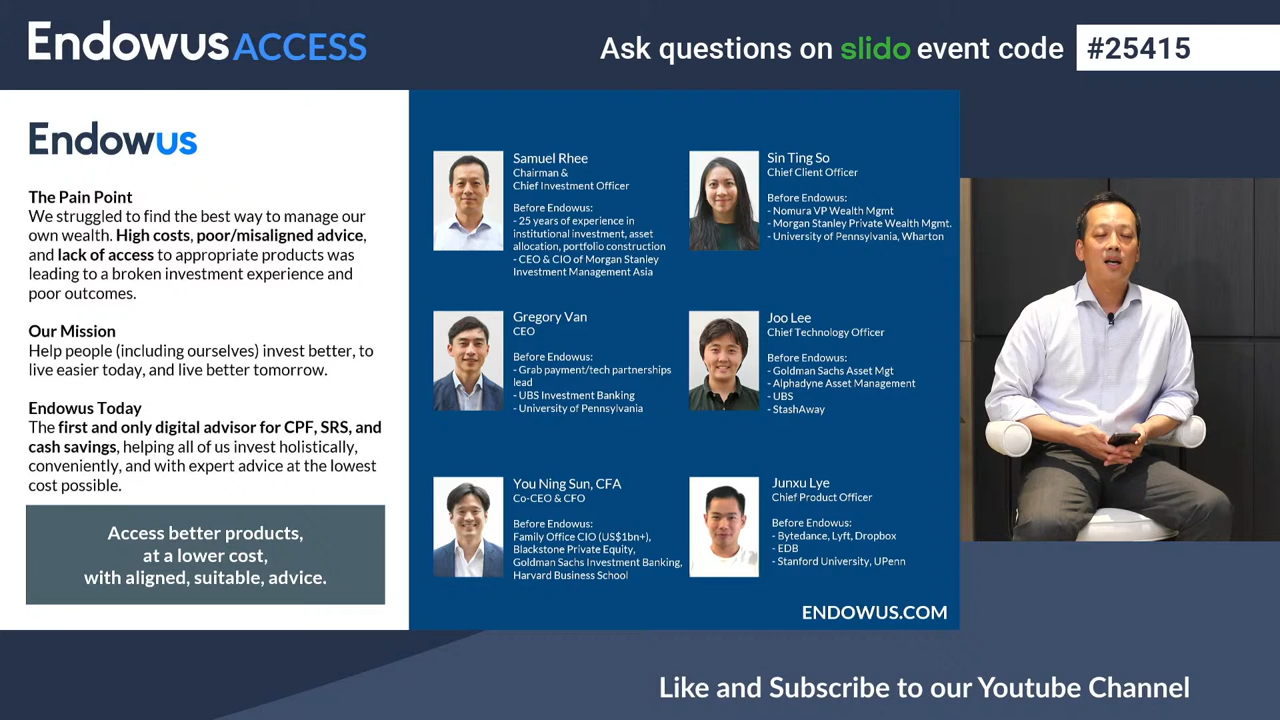 Endowus ACCESS
Ask questions on slido event code #25415
Endowus
The Pain Point
We struggled to find the best way to manage our
own wealth. High costs, poor/misaligned advice,
and lack of access to appropriate products was
leading to a broken investment experience and
poor outcomes.
Our Mission
Help people (including ourselves) invest better, to
live easier today, and live better tomorrow.
Endowus Today
The first and only digital advisor for CPF, SRS, and
cash savings, helping all of us invest holistically,
conveniently, and with expert advice at the lowest
cost possible.
Access better products,
at a lower cost,
with aligned, suitable, advice.
Samuel Rhee
Chairman &
Chief Investment Officer
Before Endowus:
- 25 years of experience in
institutional investment, asset
allocation, portfolio construction
- CEO & CIO of Morgan Stanley
Investment Management Asia
Sin Ting So
Chief Client Officer
Before Endowus:
- Nomura VP Wealth Mgmt
- Morgan Stanley Private Wealth Mgmt.
- University of Pennsylvania, Wharton
Gregory Van
CEO
Before Endowus:
- Grab payment/tech partnerships
lead
- UBS Investment Banking
- University of Pennsylvania
Joo Lee
Chief Technology Officer
Before Endowus:
- Goldman Sachs Asset Mgt
- Alphadyne Asset Management
- UBS
- StashAway
You Ning Sun, CFA
Co-CEO & CFO
Before Endowus:
Family Office CIO (US$1bn+),
Blackstone Private Equity,
Goldman Sachs Investment Banking,
Harvard Business School
Junxu Lye
Chief Product Officer
Before Endowus:
- Bytedance, Lyft, Dropbox
- EDB
- Stanford University, UPenn
ENDOWUS.COM
Like and Subscribe to our Youtube Channel